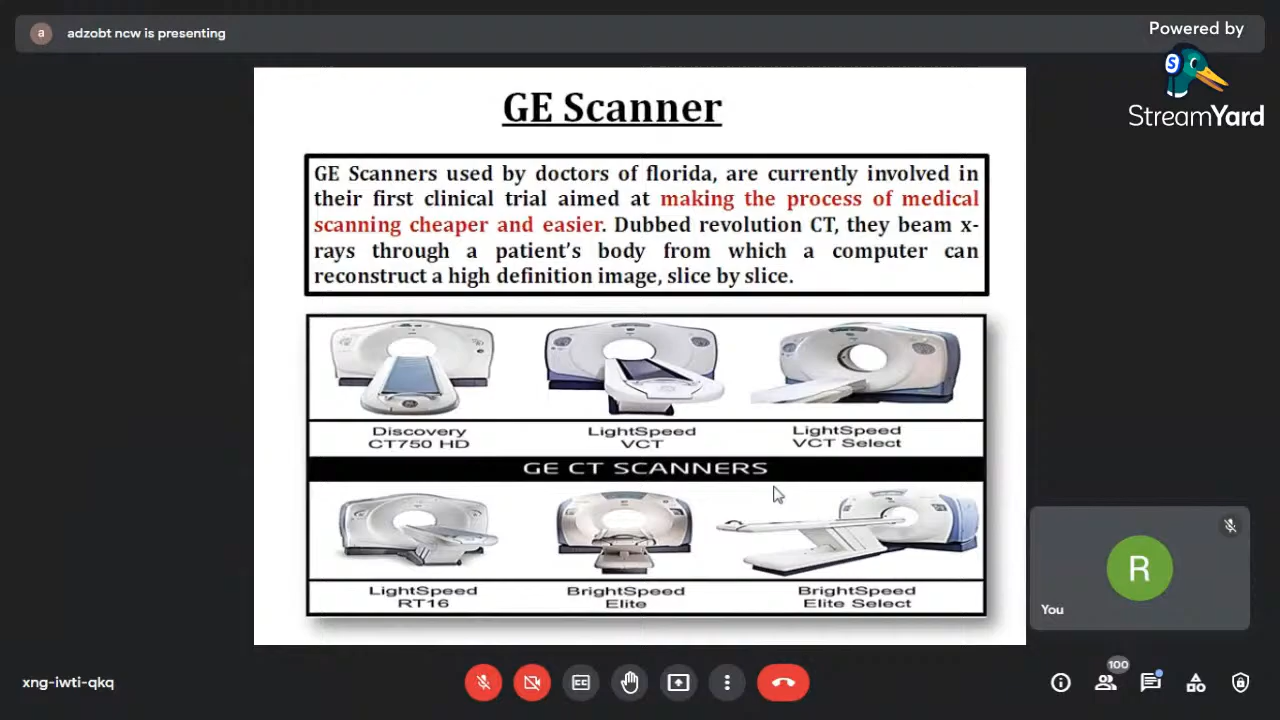 a
adzobt ncw is presenting
Powered by
S
StreamYard
GE Scanner
GE Scanners used by doctors of florida, are currently involved in
their first clinical trial aimed at making the process of medical
scanning cheaper and easier. Dubbed revolution CT, they beam x-
rays through a patient's body from which a computer can
reconstruct a high definition image, slice by slice.
Discovery
CT750 HD
LightSpeed
VCT
LightSpeed
VCT Select
GE CT SCANNERS
LightSpeed
RT16
BrightSpeed
Elite
BrightSpeed
Elite Select
R
You
xng-iwti-qkq
CC
100